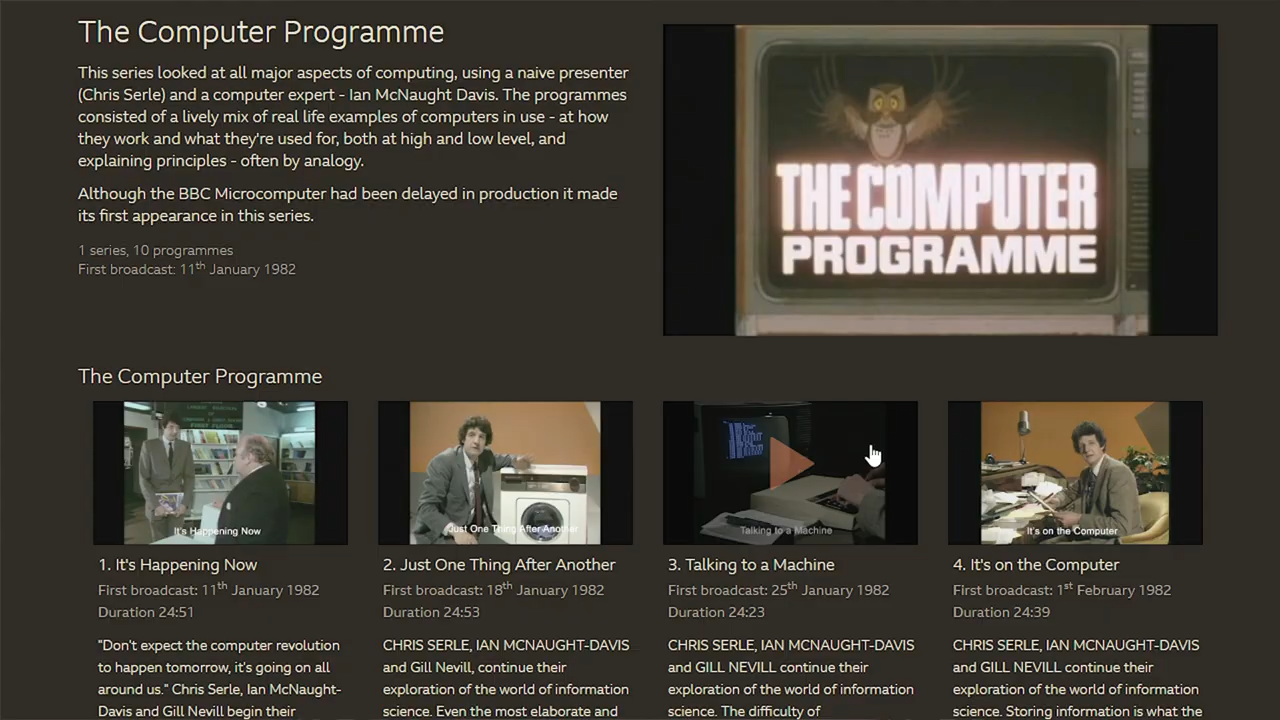 The Computer Programme
This series looked at all major aspects of computing, using a naive presenter
(Chris Serle) and a computer expert - Ian McNaught Davis. The programmes
consisted of a lively mix of real life examples of computers in use - at how
they work and what they're used for, both at high and low level, and
explaining principles - often by analogy.
Although the BBC Microcomputer had been delayed in production it made
its first appearance in this series.
1 series, 10 programmes
First broadcast: 11th January 1982
THE COMPUTER
PROGRAMME
The Computer Programme
FIRST FLOOR
It's Happening Now
Just One Thing After Another
Talking to a Machine
It's on the Computer
1. It's Happening Now
First broadcast: 11th January 1982
Duration 24:51
"Don't expect the computer revolution
to happen tomorrow, it's going on all
around us." Chris Serle, Ian McNaught-
Davis and Gill Nevill begin their
2. Just One Thing After Another
First broadcast: 18th January 1982
Duration 24:53
CHRIS SERLE, IAN MCNAUGHT-DAVIS
and Gill Nevill, continue their
exploration of the world of information
science. Even the most elaborate and
3. Talking to a Machine
First broadcast: 25th January 1982
Duration 24:23
CHRIS SERLE, IAN MCNAUGHT-DAVIS
and GILL NEVILL continue their
exploration of the world of information
science. The difficulty of
4. It's on the Computer
First broadcast: 1st February 1982
Duration 24:39
CHRIS SERLE, IAN MCNAUGHT-DAVIS
and GILL NEVILL continue their
exploration of the world of information
science. Storing information is what the